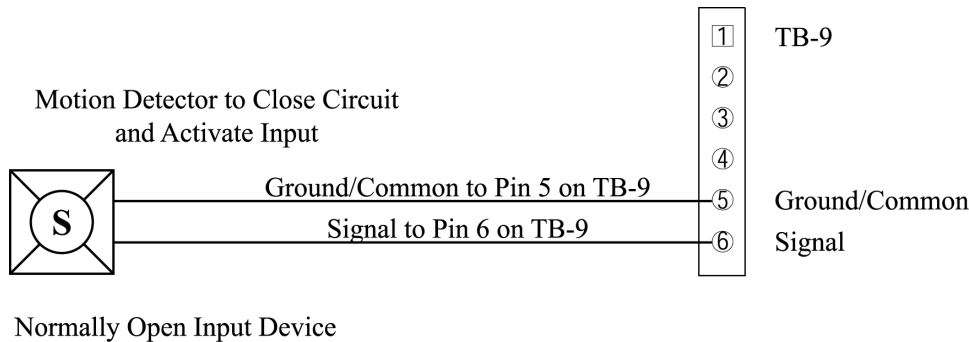 1 TB-9
2
Motion Detector to Close Circuit
and Activate Input
3
4
Ground/Common to Pin 5 on TB-9
5 Ground/Common
S
Signal to Pin 6 on TB-9
6 Signal
Normally Open Input Device